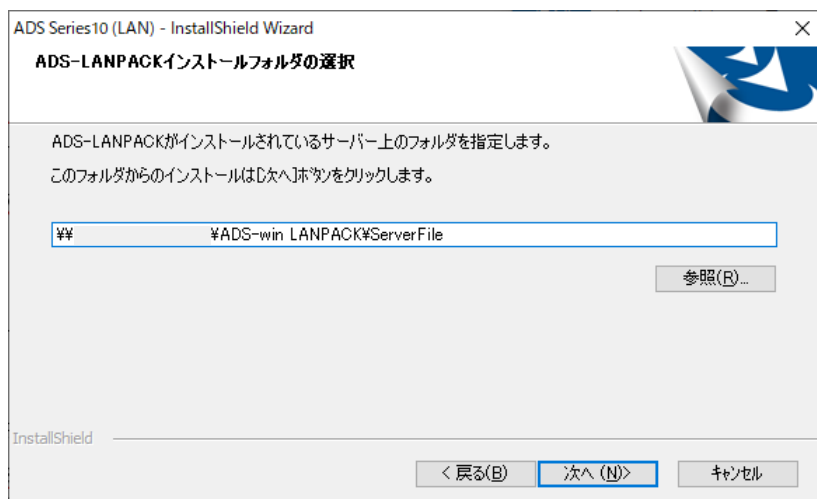 ADS Series10 (LAN) - InstallShield Wizard
ADS-LANPACKインストールフォルダの選択
ADS-LANPACKがインストールされているサーバー上のフォルダを指定します。
このフォルダからのインストールは[次へ]ボタンをクリックします。
¥¥ ¥ADS-win LANPACK¥ServerFile
参照(R)...
InstallShield
< 戻る(B)
次へ (N)>
キャンセル